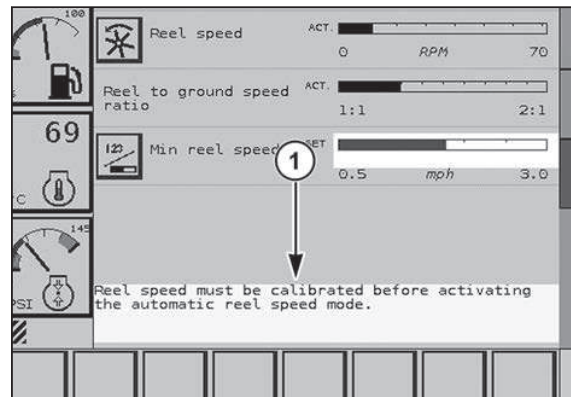 100
Reel speed
ACT.
0 RPM 70
Reel to ground speed ratio
ACT.
1:1 2:1
69
123
Min reel speed
SET
1
0.5 mph 3.0
C
145
PSI
Reel speed must be calibrated before activating
the automatic reel speed mode.